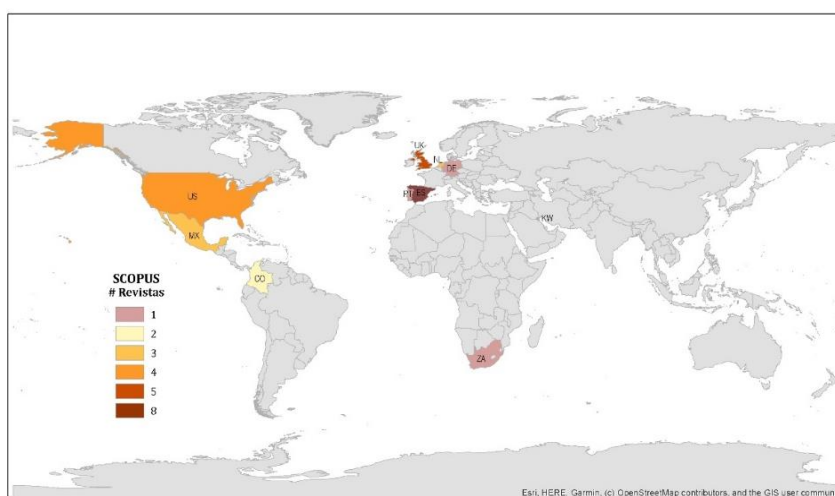 UK
NL
DE
PT
ES
US
KW
MX
SCOPUS
# Revistas
CO
1
2
3
4
5
8
ZA
Esri, HERE, Garmin, (c) OpenStreetMap contributors, and the GIS user commun